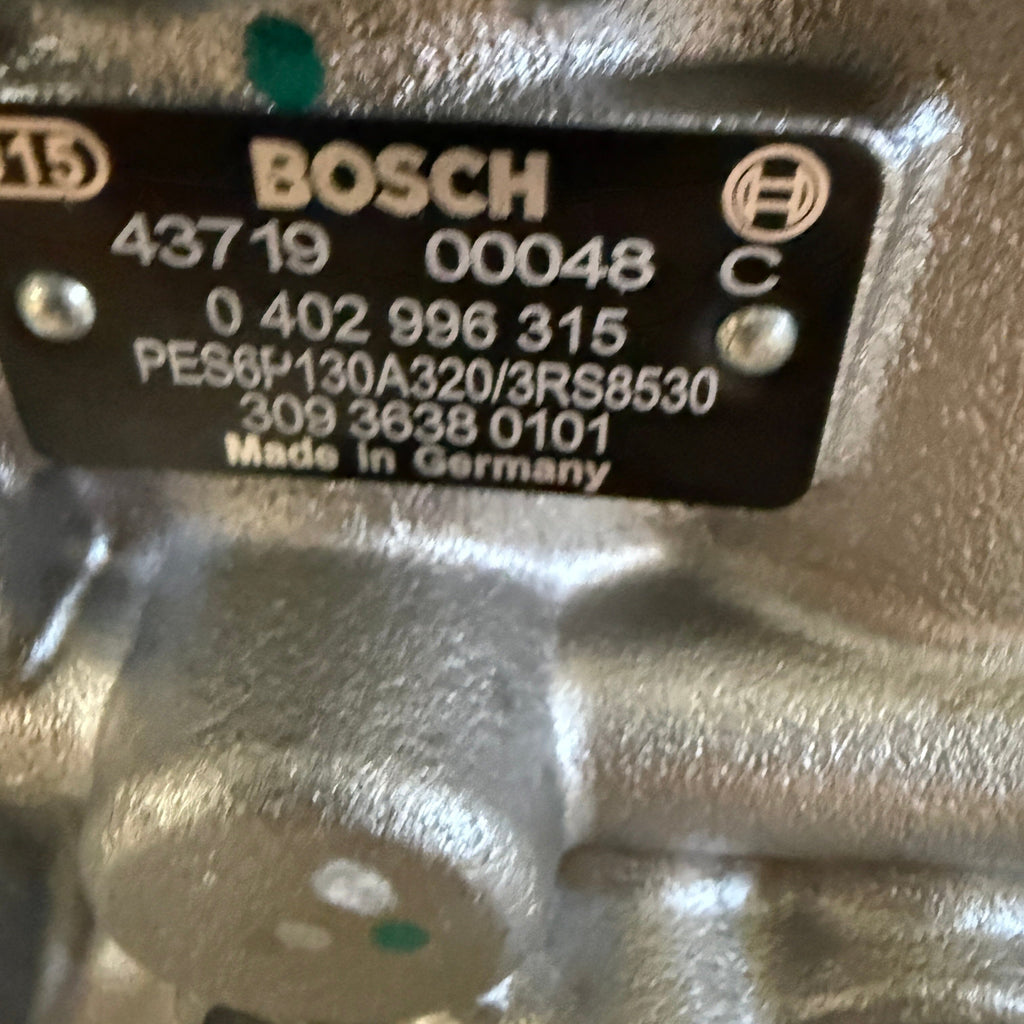 315
BOSCH
43719 00048 C
0 402 996 315
PES6P130A320/3RS8530
309 3638 0101
Made in Germany